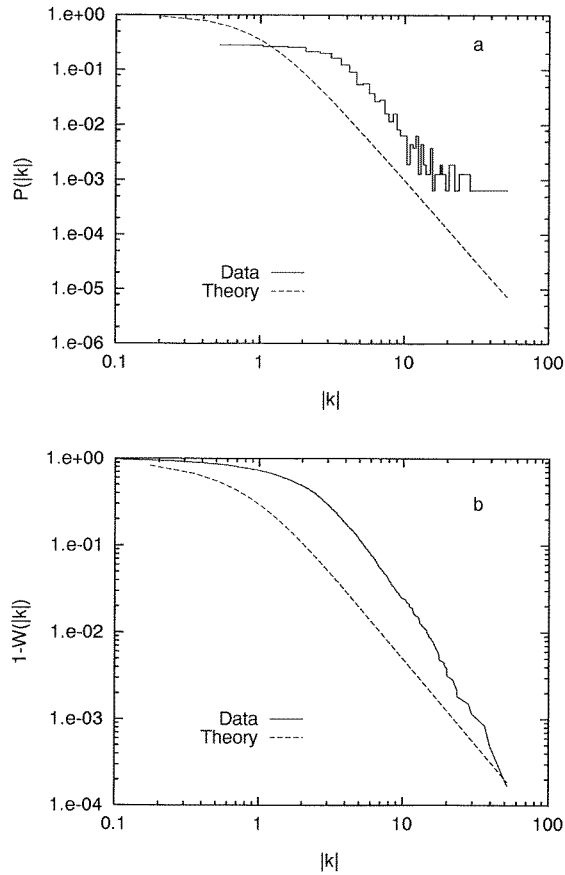 a
1.e+00
1.e-01
1.e-02
1.e-03
1.e-04
1.e-05
1.e-06
P(|k|)
Data
Theory
0.1 1 10 100
|k|
b
1.e+00
1.e-01
1.e-02
1.e-03
1.e-04
1-W(|k|)
Data
Theory
0.1 1 10 100
|k|